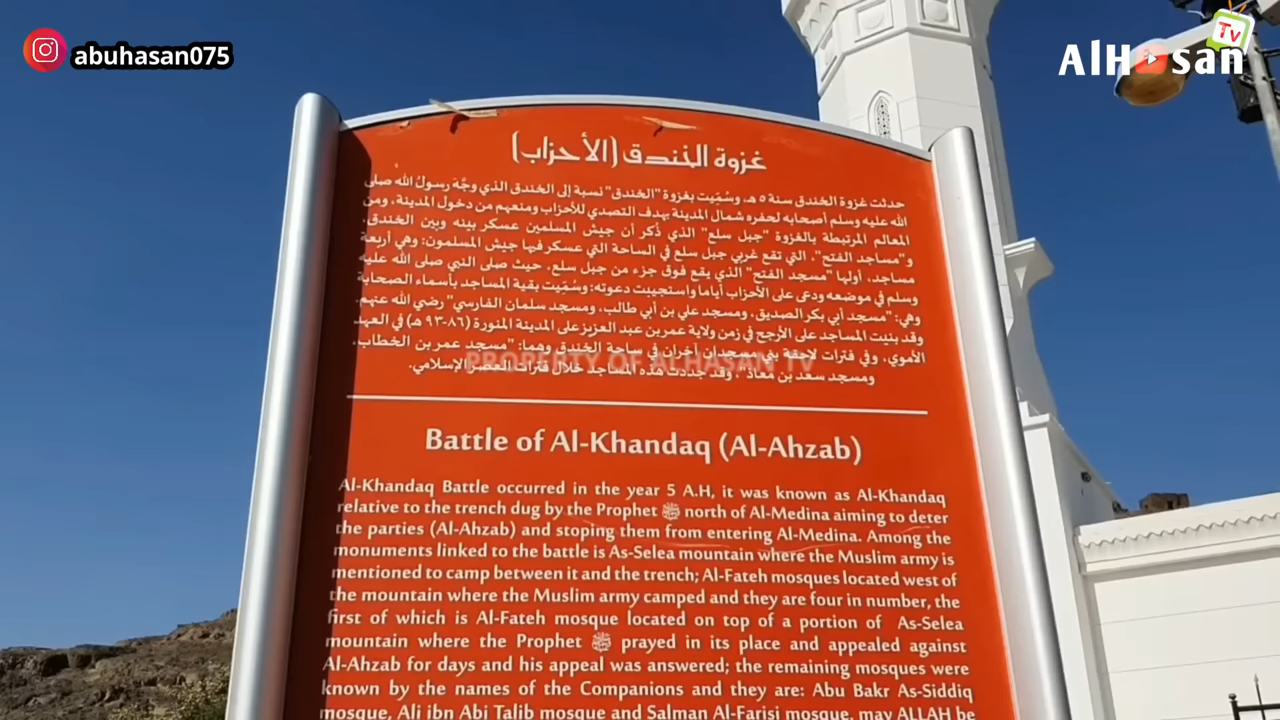 abuhasan075
AlHasan Tv
غزوة الخندق (الأحزاب)
حدثت غزوة الخندق سنة ٥ هـ، وسُمِّيت بغزوة "الخندق" نسبة إلى الخندق الذي وجَّهَ رسولُ الله صلى
الله عليه وسلم أصحابه لحفره شمال المدينة بهدف التصدي للأحزاب ومنعهم من دخول المدينة. ومن
المعالم المرتبطة بالغزوة "جبل سلع" الذي ذُكر أن جيش المسلمين عسكر بينه وبين الخندق،
و"مساجد الفتح"، التي تقع غربي جبل سلع في الساحة التي عسكر فيها جيش المسلمون: وهي أربعة
مساجد، أولها "مسجد الفتح" الذي يقع فوق جزء من جبل سلع، حيث صلى النبي صلى الله عليه
وسلم في موضعه ودعى على الأحزاب أياما واستجيبت دعوته: وسُمِّيت بقية المساجد بأسماء الصحابة
وهي: "مسجد أبي بكر الصديق، ومسجد علي بن أبي طالب، ومسجد سلمان الفارسي" رضي الله عنهم.
وقد بنيت المساجد على الأرجح في زمن ولاية عمر بن عبد العزيز على المدينة المنورة (٨٦-٩٣ هـ) في العهد
الأموي، وفي فترات لاحقة بني مسجدان آخران في ساحة الخندق وهما: "مسجد عمر بن الخطاب،
ومسجد سعد بن معاذ"، وقد جددت هذه المساجد خلال فترات العصر الإسلامي.
PROPERTY OF ALHASAN TV
Battle of Al-Khandaq (Al-Ahzab)
Al-Khandaq Battle occurred in the year 5 A.H, it was known as Al-Khandaq
relative to the trench dug by the Prophet ﷺ north of Al-Medina aiming to deter
the parties (Al-Ahzab) and stoping them from entering Al-Medina. Among the
monuments linked to the battle is As-Selea mountain where the Muslim army is
mentioned to camp between it and the trench; Al-Fateh mosques located west of
the mountain where the Muslim army camped and they are four in number, the
first of which is Al-Fateh mosque located on top of a portion of As-Selea
mountain where the Prophet ﷺ prayed in its place and appealed against
Al-Ahzab for days and his appeal was answered; the remaining mosques were
known by the names of the Companions and they are: Abu Bakr As-Siddiq
mosque, Ali ibn Abi Talib mosque and Salman Al-Farisi mosque, may ALLAH be